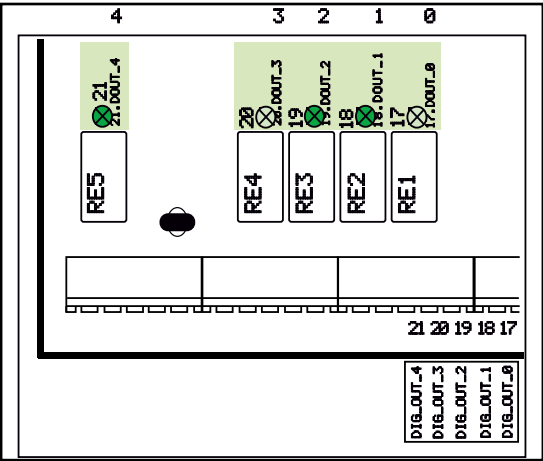 4 3 2 1 0
21
21.DOUT_4
20
20.DOUT_3
19
19.DOUT_2
18
18.DOUT_1
17
17.DOUT_0
RE5 RE4 RE3 RE2 RE1
21 20 19 18 17
DIG_OUT_4
DIG_OUT_3
DIG_OUT_2
DIG_OUT_1
DIG_OUT_0